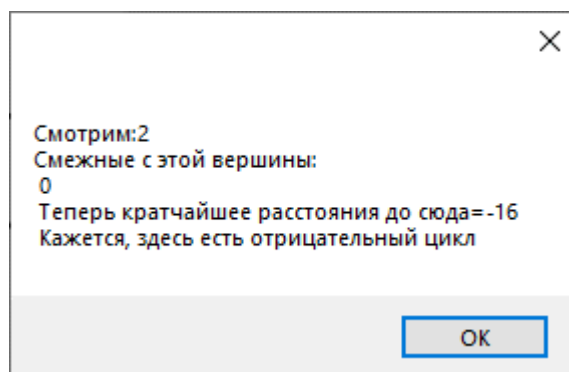 Смотрим:2
Смежные с этой вершины:
0
Теперь кратчайшее расстояния до сюда=-16
Кажется, здесь есть отрицательный цикл
OK